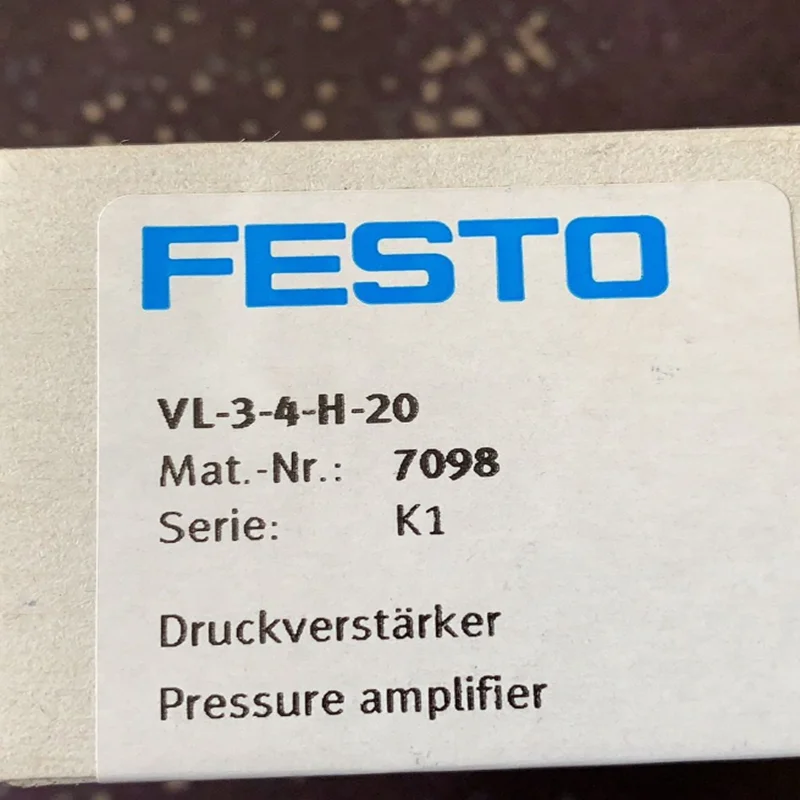 FESTO
VL-3-4-H-20
Mat.-Nr.: 7098
Serie: K1
Druckverstärker
Pressure amplifier